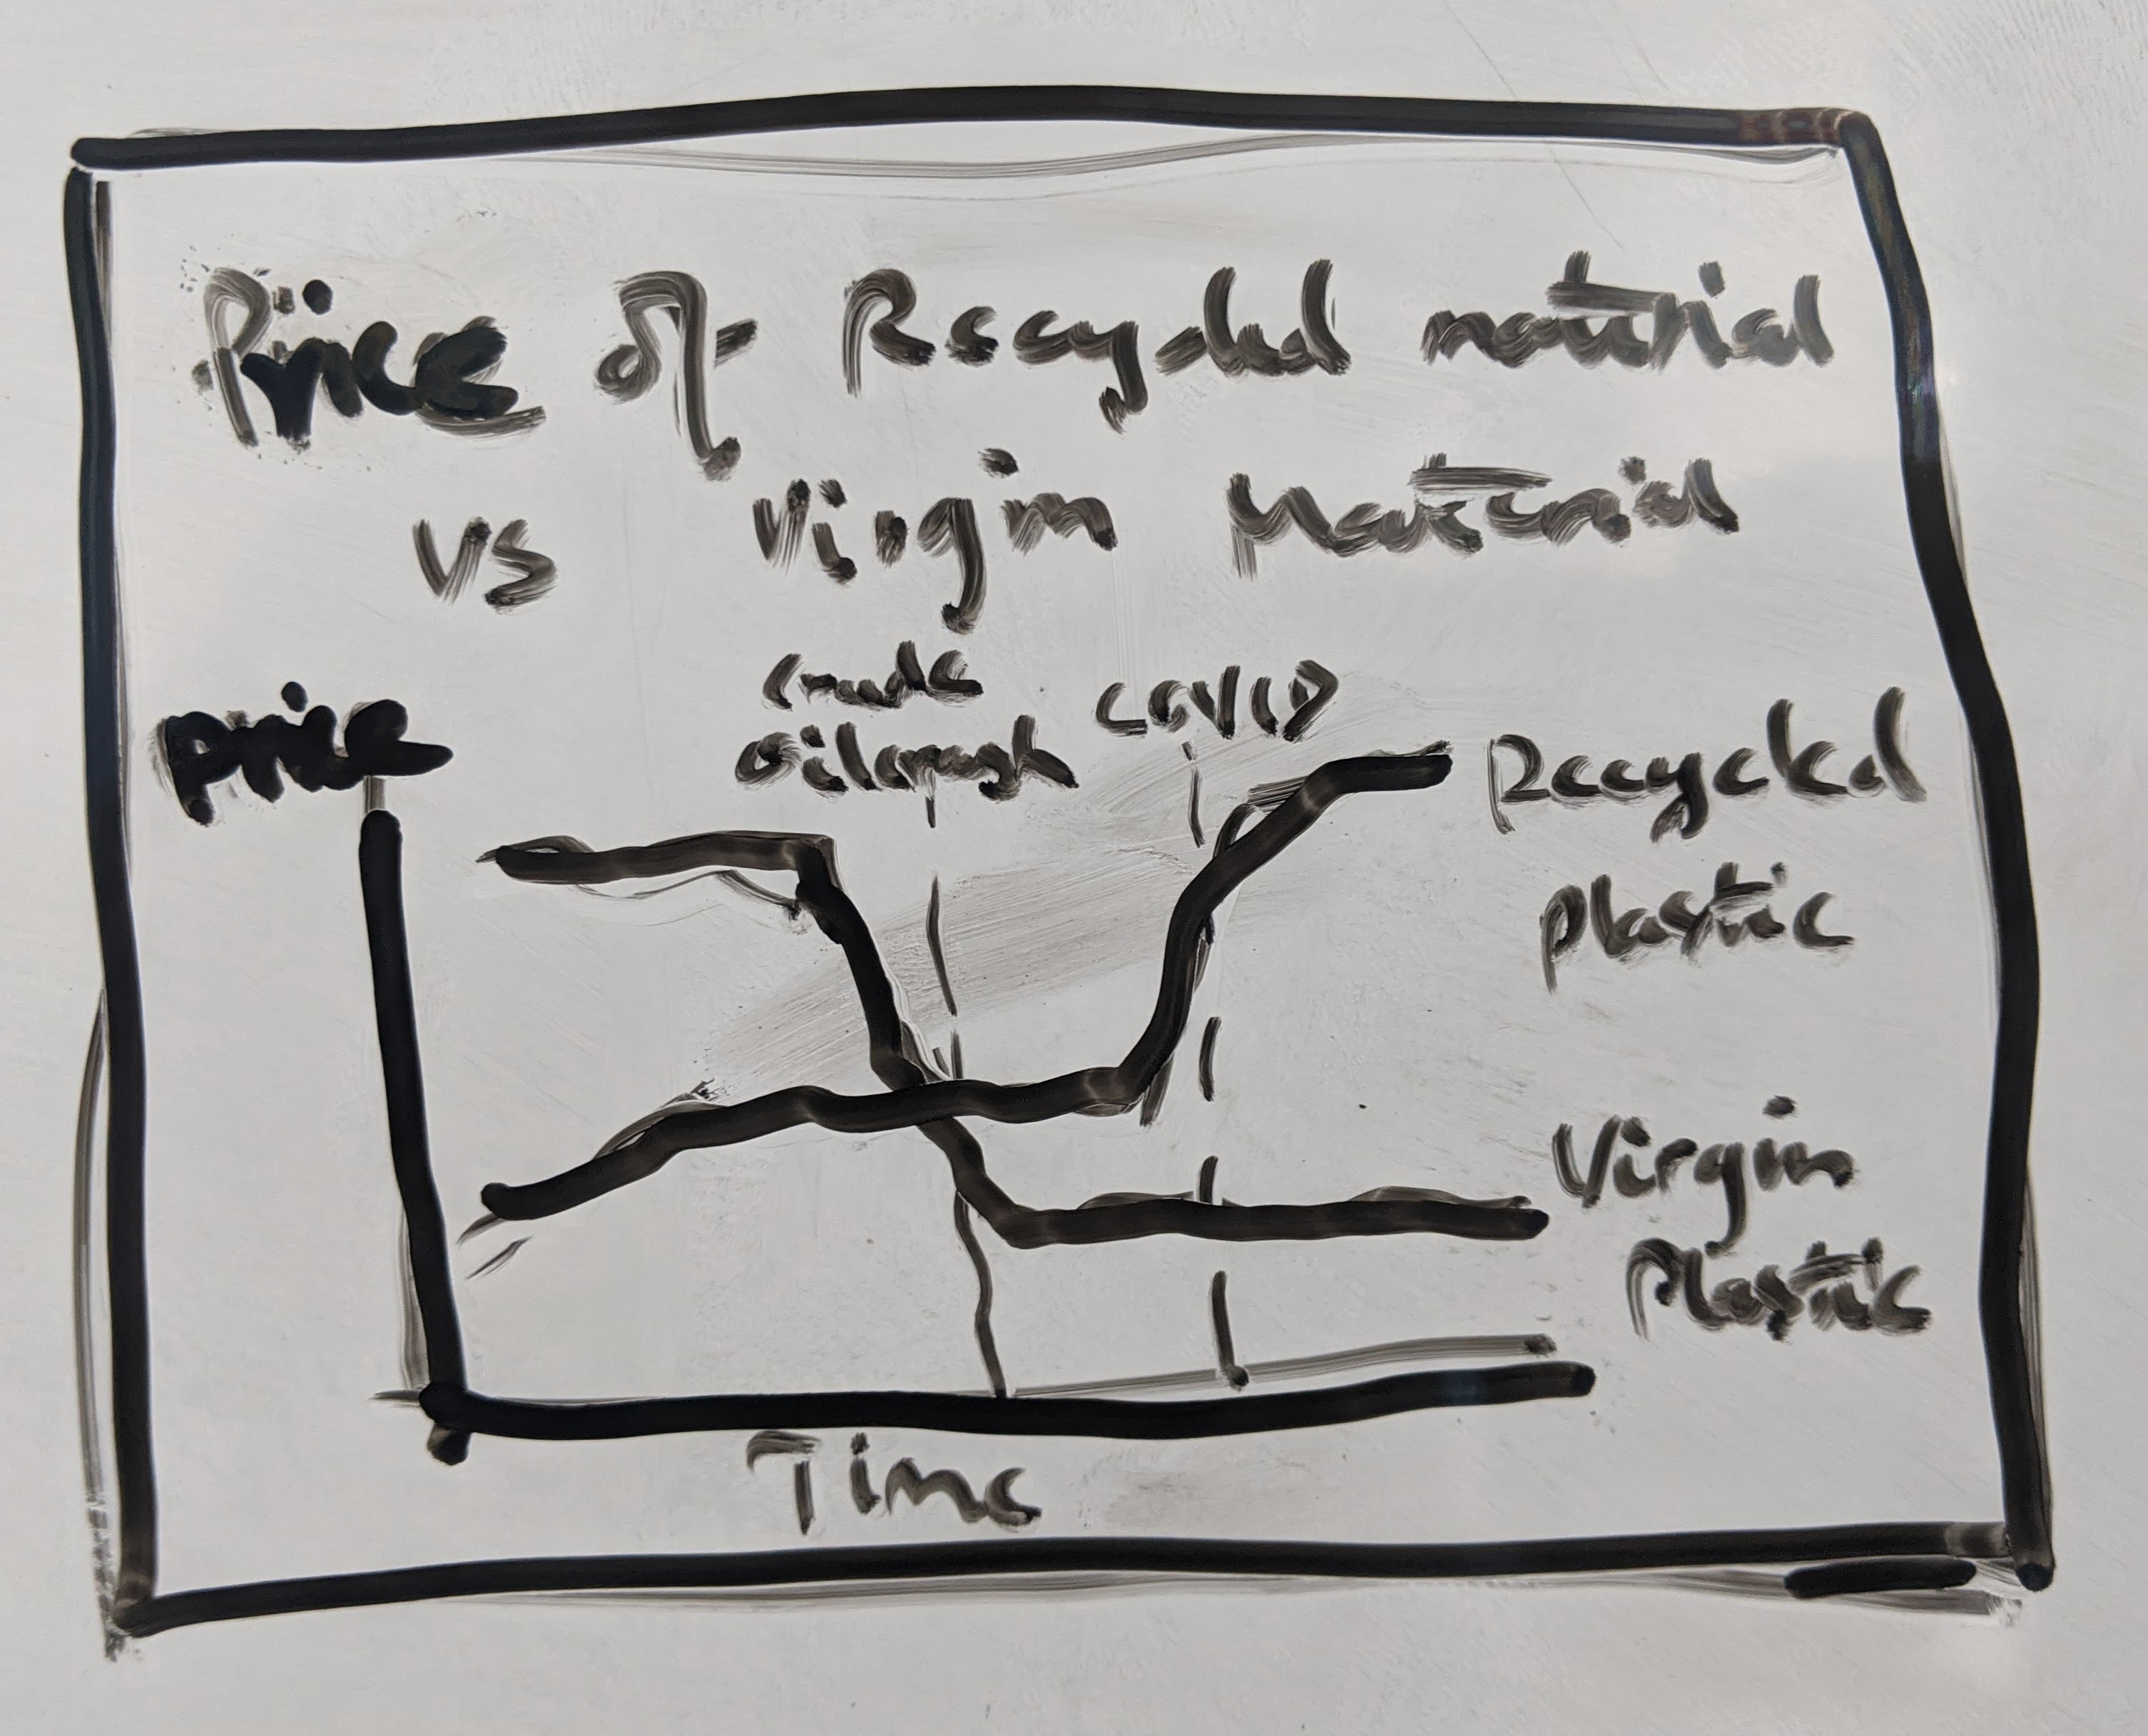 Price of Recycled material
vs Virgin Material
Price
Crude
Oil crash
COVID
Recycled
plastic
Virgin
Plastic
Time